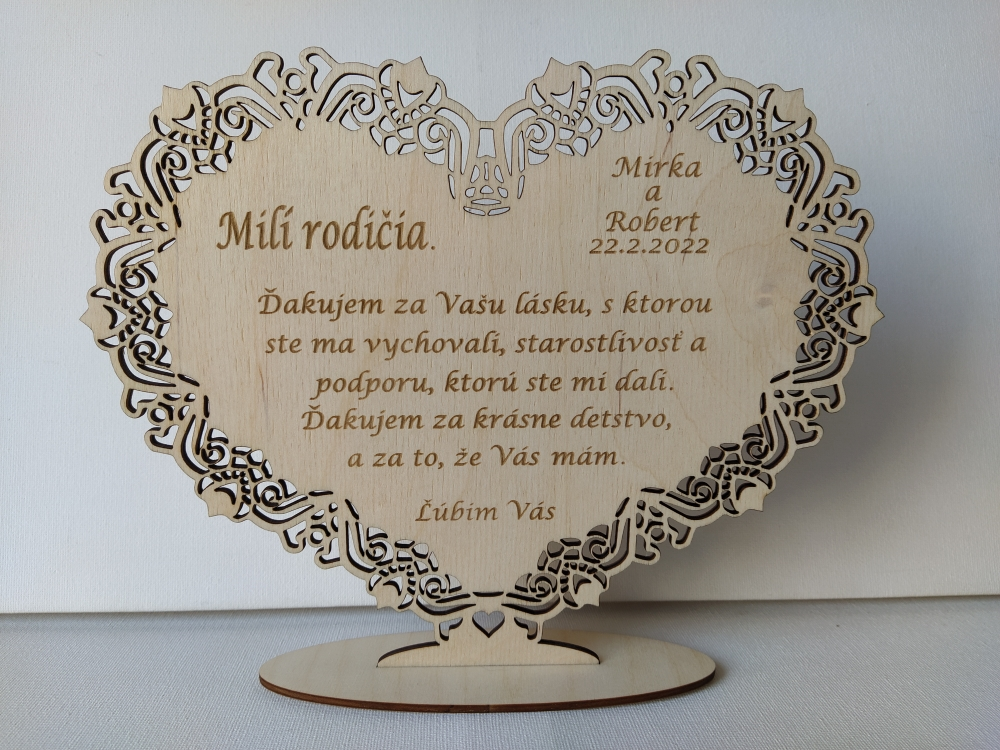 Milí rodičia.
Mirka
a
Robert
22.2.2022
Ďakujem za Vašu lásku, s ktorou
ste ma vychovali, starostlivosť a
podporu, ktorú ste mi dali.
Ďakujem za krásne detstvo,
a za to, že Vás mám.
Ľúbim Vás